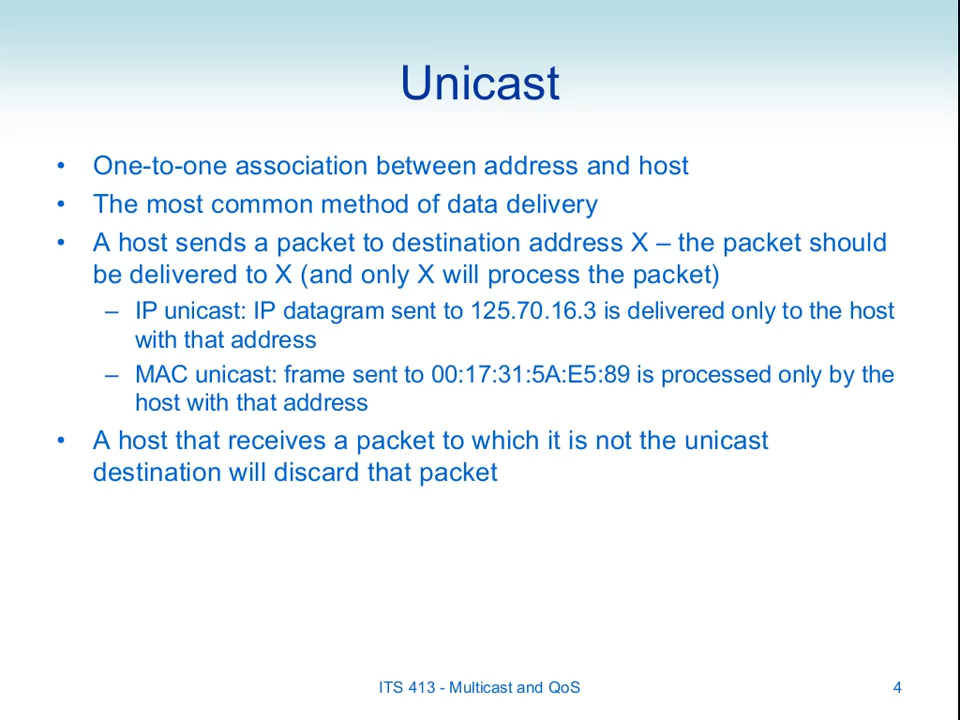 Unicast
• One-to-one association between address and host
• The most common method of data delivery
• A host sends a packet to destination address X – the packet should
be delivered to X (and only X will process the packet)
– IP unicast: IP datagram sent to 125.70.16.3 is delivered only to the host
with that address
– MAC unicast: frame sent to 00:17:31:5A:E5:89 is processed only by the
host with that address
• A host that receives a packet to which it is not the unicast
destination will discard that packet
ITS 413 - Multicast and QoS
4